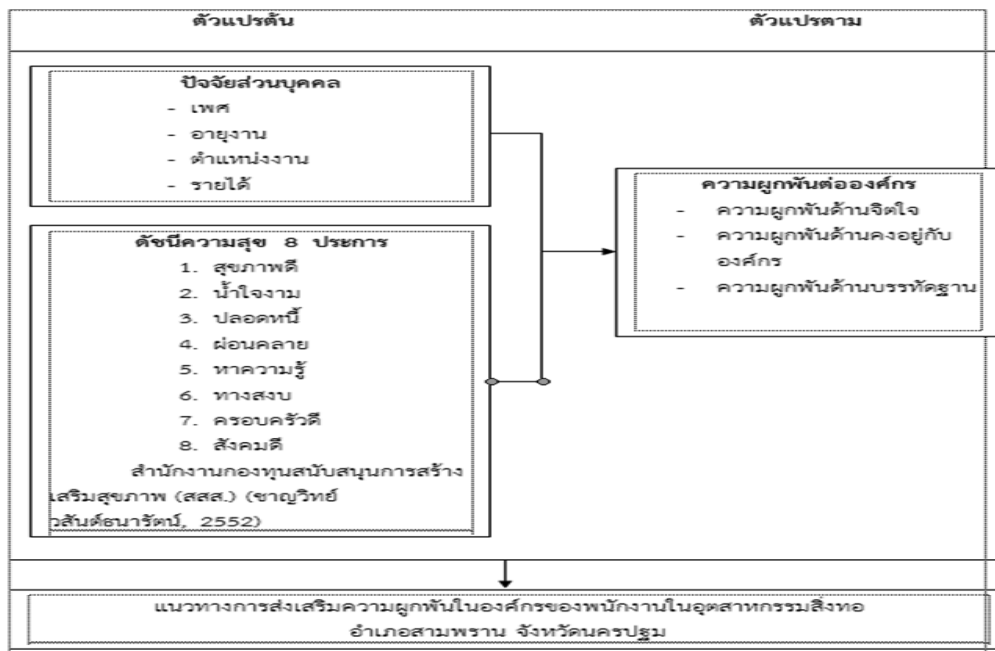 ตัวแปรต้น
ตัวแปรตาม
ปัจจัยส่วนบุคคล
- เพศ
- อายุงาน
- ตำแหน่งงาน
- รายได้
ดัชนีความสุข 8 ประการ
1. สุขภาพดี
2. น้ำใจงาม
3. ปลอดหนี้
4. ผ่อนคลาย
5. หาความรู้
6. ทางสงบ
7. ครอบครัวดี
8. สังคมดี
สำนักงานกองทุนสนับสนุนการสร้าง
เสริมสุขภาพ (สสส.) (ชาญวิทย์
วสันต์ธนารัตน์, 2552)
ความผูกพันต่อองค์กร
- ความผูกพันด้านจิตใจ
- ความผูกพันด้านคงอยู่กับ
องค์กร
- ความผูกพันด้านบรรทัดฐาน
แนวทางการส่งเสริมความผูกพันในองค์กรของพนักงานในอุตสาหกรรมสิ่งทอ
อำเภอสามพราน จังหวัดนครปฐม